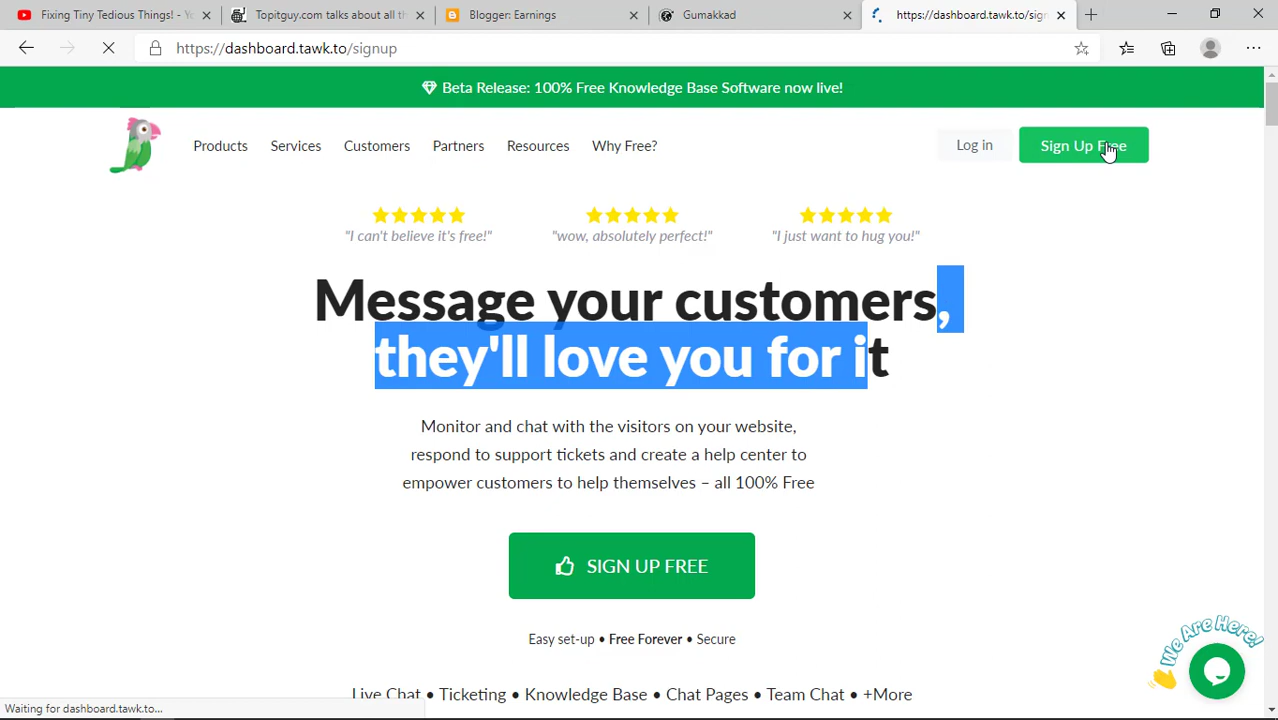 Fixing Tiny Tedious Things! - Yo
Topitguy.com talks about all th
Blogger: Earnings
Gumakkad
https://dashboard.tawk.to/sign
https://dashboard.tawk.to/signup
Beta Release: 100% Free Knowledge Base Software now live!
Products
Services
Customers
Partners
Resources
Why Free?
Log in
Sign Up Free
"I can't believe it's free!"
"wow, absolutely perfect!"
"I just want to hug you!"
Message your customers,
they'll love you for it
Monitor and chat with the visitors on your website,
respond to support tickets and create a help center to
empower customers to help themselves – all 100% Free
SIGN UP FREE
Easy set-up • Free Forever • Secure
We Are Here!
Live Chat • Ticketing • Knowledge Base • Chat Pages • Team Chat • +More
Waiting for dashboard.tawk.to...